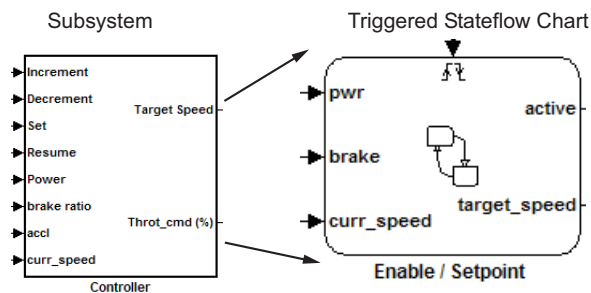 Subsystem
Triggered Stateflow Chart
Increment
Decrement
Set
Resume
Power
brake ratio
accl
curr_speed
Target Speed
Throt_cmd (%)
Controller
pwr
brake
curr_speed
active
target_speed
Enable / Setpoint